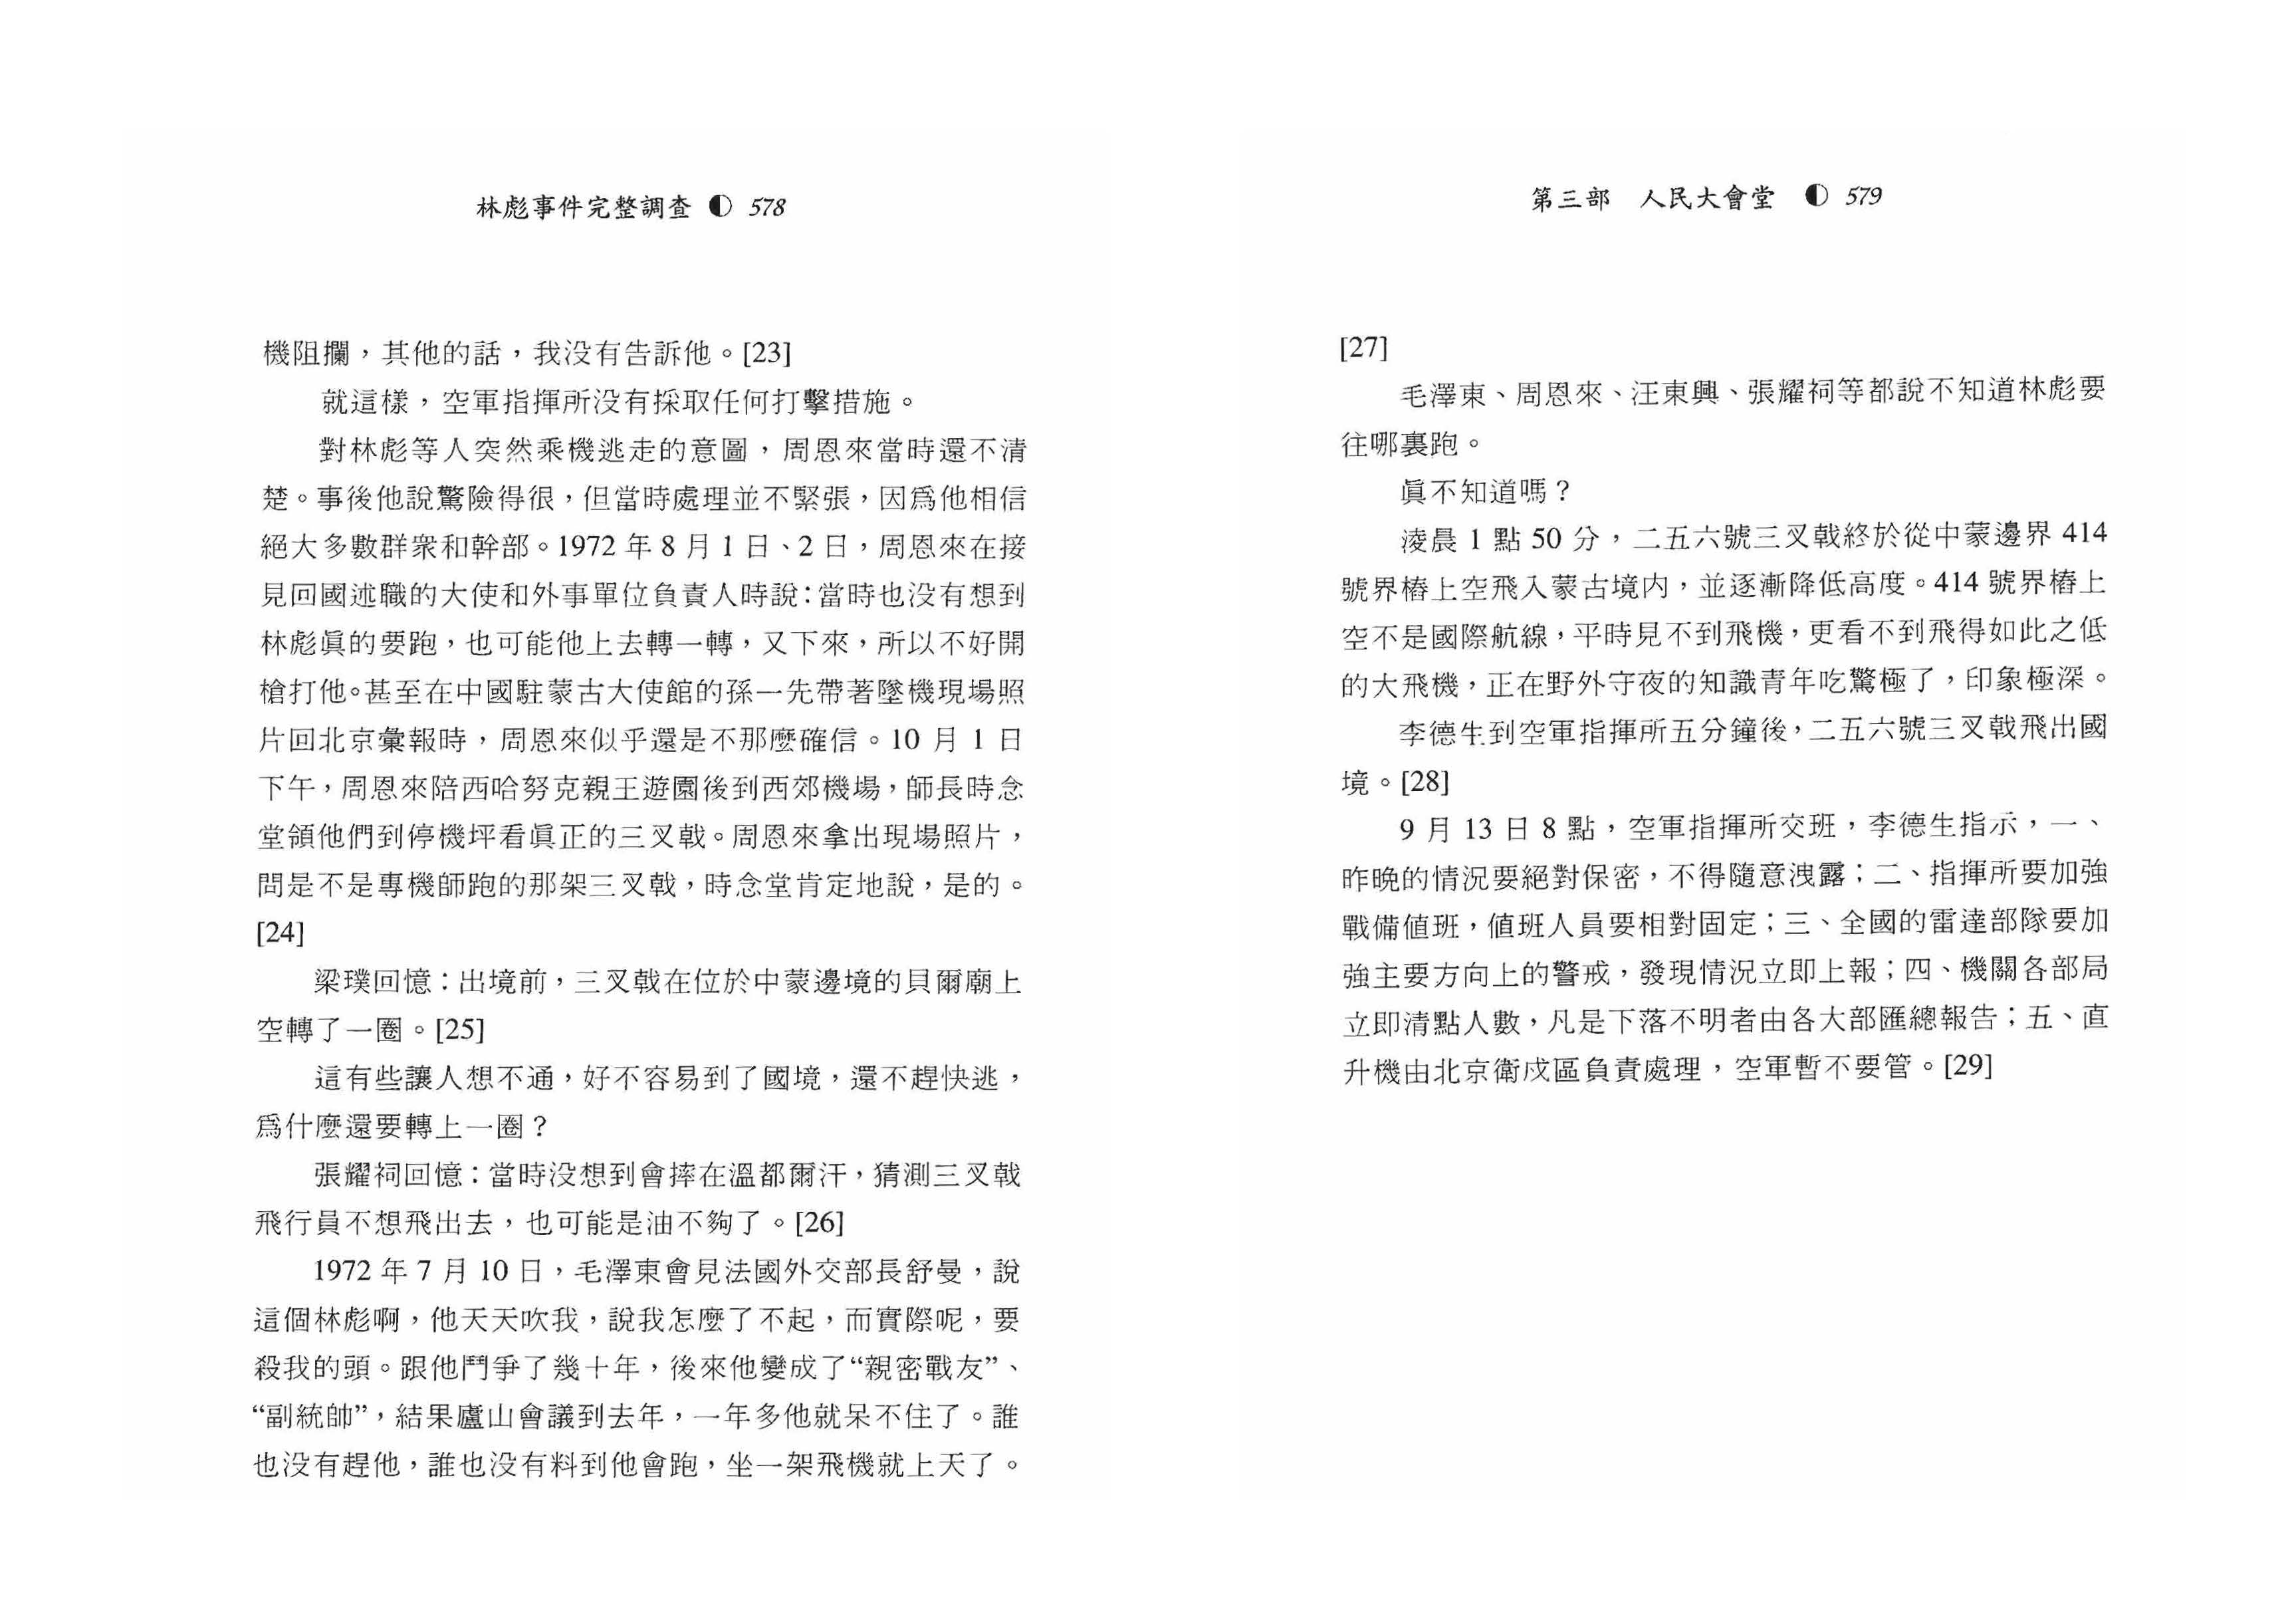 林彪事件完整調查 ◐ 578
機阻攔，其他的話，我没有告訴他。[23]
就這樣，空軍指揮所没有採取任何打擊措施。
對林彪等人突然乘機逃走的意圖，周恩來當時還不清
楚。事後他說驚險得很，但當時處理並不緊張，因爲他相信
絕大多數群衆和幹部。1972 年 8 月 1 日、2 日，周恩來在接
見回國述職的大使和外事單位負責人時說：當時也没有想到
林彪眞的要跑，也可能他上去轉一轉，又下來，所以不好開
槍打他。甚至在中國駐蒙古大使館的孫一先帶著墜機現場照
片回北京彙報時，周恩來似乎還是不那麼確信。10 月 1 日
下午，周恩來陪西哈努克親王遊園後到西郊機場，師長時念
堂領他們到停機坪看眞正的三叉戟。周恩來拿出現場照片，
問是不是專機師跑的那架三叉戟，時念堂肯定地說，是的。
[24]
梁璞回憶：出境前，三叉戟在位於中蒙邊境的貝爾廟上
空轉了一圈。[25]
這有些讓人想不通，好不容易到了國境，還不趕快逃，
爲什麼還要轉上一圈？
張耀祠回憶：當時没想到會摔在溫都爾汗，猜測三叉戟
飛行員不想飛出去，也可能是油不夠了。[26]
1972 年 7 月 10 日，毛澤東會見法國外交部長舒曼，說
這個林彪啊，他天天吹我，說我怎麼了不起，而實際呢，要
殺我的頭。跟他鬥爭了幾十年，後來他變成了“親密戰友”、
“副統帥”，結果廬山會議到去年，一年多他就呆不住了。誰
也没有趕他，誰也没有料到他會跑，坐一架飛機就上天了。
第三部 人民大會堂 ◐ 579
[27]
毛澤東、周恩來、汪東興、張耀祠等都說不知道林彪要
往哪裏跑。
眞不知道嗎？
淩晨 1 點 50 分，二五六號三叉戟終於從中蒙邊界 414
號界樁上空飛入蒙古境内，並逐漸降低高度。414 號界樁上
空不是國際航線，平時見不到飛機，更看不到飛得如此之低
的大飛機，正在野外守夜的知識青年吃驚極了，印象極深。
李德生到空軍指揮所五分鐘後，二五六號三叉戟飛出國
境。[28]
9 月 13 日 8 點，空軍指揮所交班，李德生指示，一、
昨晚的情況要絕對保密，不得隨意洩露；二、指揮所要加強
戰備値班，値班人員要相對固定；三、全國的雷達部隊要加
強主要方向上的警戒，發現情況立即上報；四、機關各部局
立即清點人數，凡是下落不明者由各大部匯總報告；五、直
升機由北京衛戍區負責處理，空軍暫不要管。[29]